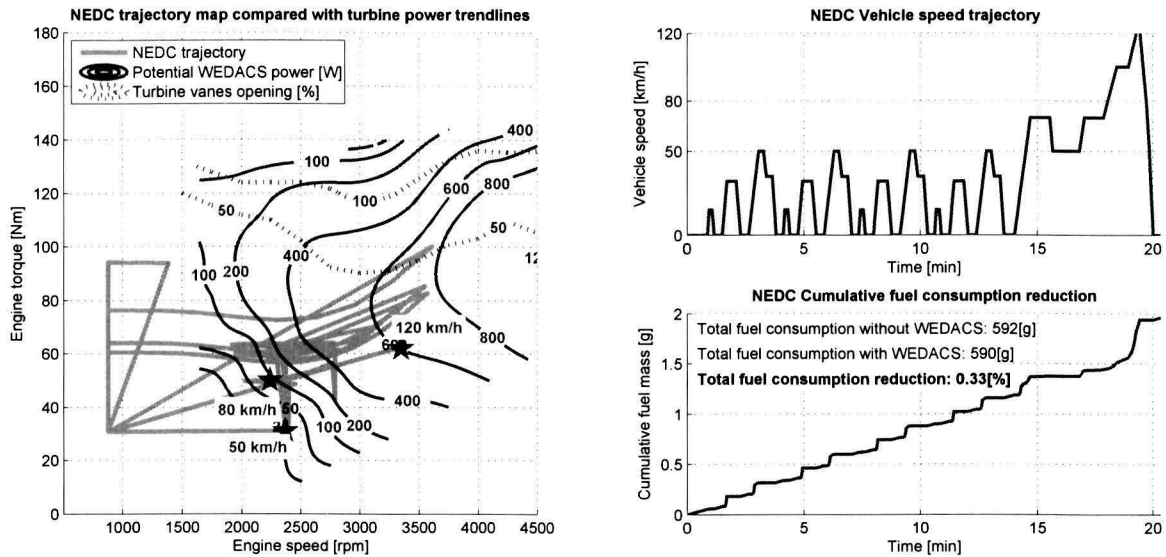 NEDC trajectory map compared with turbine power trendlines
180
160
140
120
100
80
60
40
20
0
Engine torque [Nm]
NEDC trajectory
Potential WEDACS power [W]
Turbine vanes opening [%]
100
400
600
800
50
100
50
100
200
400
120 km/h
800
80 km/h
50
100
200
400
50 km/h
1000
1500
2000
2500
3000
3500
4000
4500
Engine speed [rpm]
NEDC Vehicle speed trajectory
120
80
50
0
Vehicle speed [km/h]
0
5
10
15
20
Time [min]
NEDC Cumulative fuel consumption reduction
2
1.5
1
0.5
0
Cumulative fuel mass [g]
Total fuel consumption without WEDACS: 592[g]
Total fuel consumption with WEDACS: 590[g]
Total fuel consumption reduction: 0.33[%]
0
5
10
15
20
Time [min]